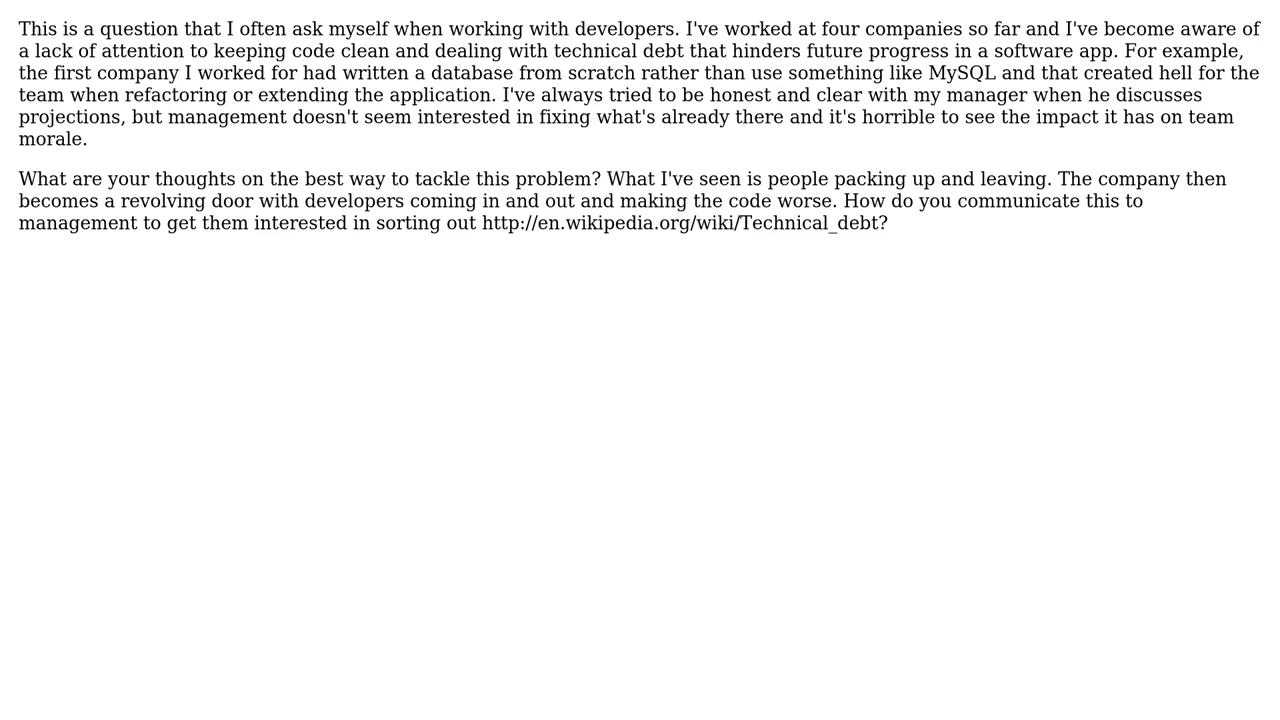 This is a question that I often ask myself when working with developers. I've worked at four companies so far and I've become aware of
a lack of attention to keeping code clean and dealing with technical debt that hinders future progress in a software app. For example,
the first company I worked for had written a database from scratch rather than use something like MySQL and that created hell for the
team when refactoring or extending the application. I've always tried to be honest and clear with my manager when he discusses
projections, but management doesn't seem interested in fixing what's already there and it's horrible to see the impact it has on team
morale.
What are your thoughts on the best way to tackle this problem? What I've seen is people packing up and leaving. The company then
becomes a revolving door with developers coming in and out and making the code worse. How do you communicate this to
management to get them interested in sorting out http://en.wikipedia.org/wiki/Technical_debt?